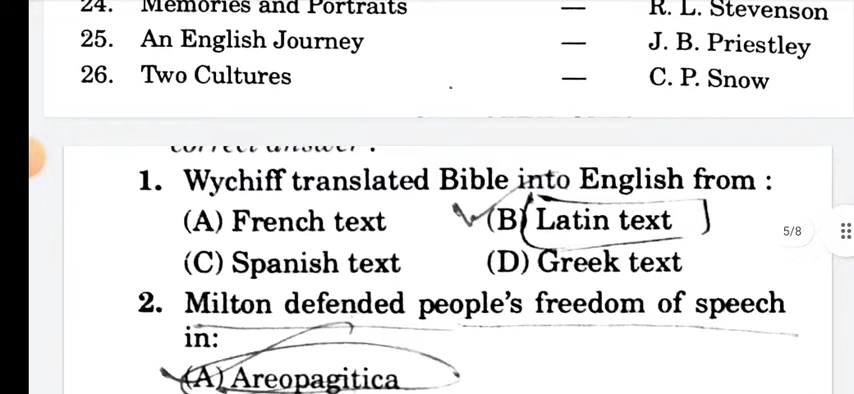 24. Memories and Portraits — R. L. Stevenson
25. An English Journey — J. B. Priestley
26. Two Cultures — C. P. Snow
correct answer :
1. Wychiff translated Bible into English from :
(A) French text (B) Latin text
(C) Spanish text (D) Greek text
5/8
2. Milton defended people's freedom of speech
in:
(A) Areopagitica